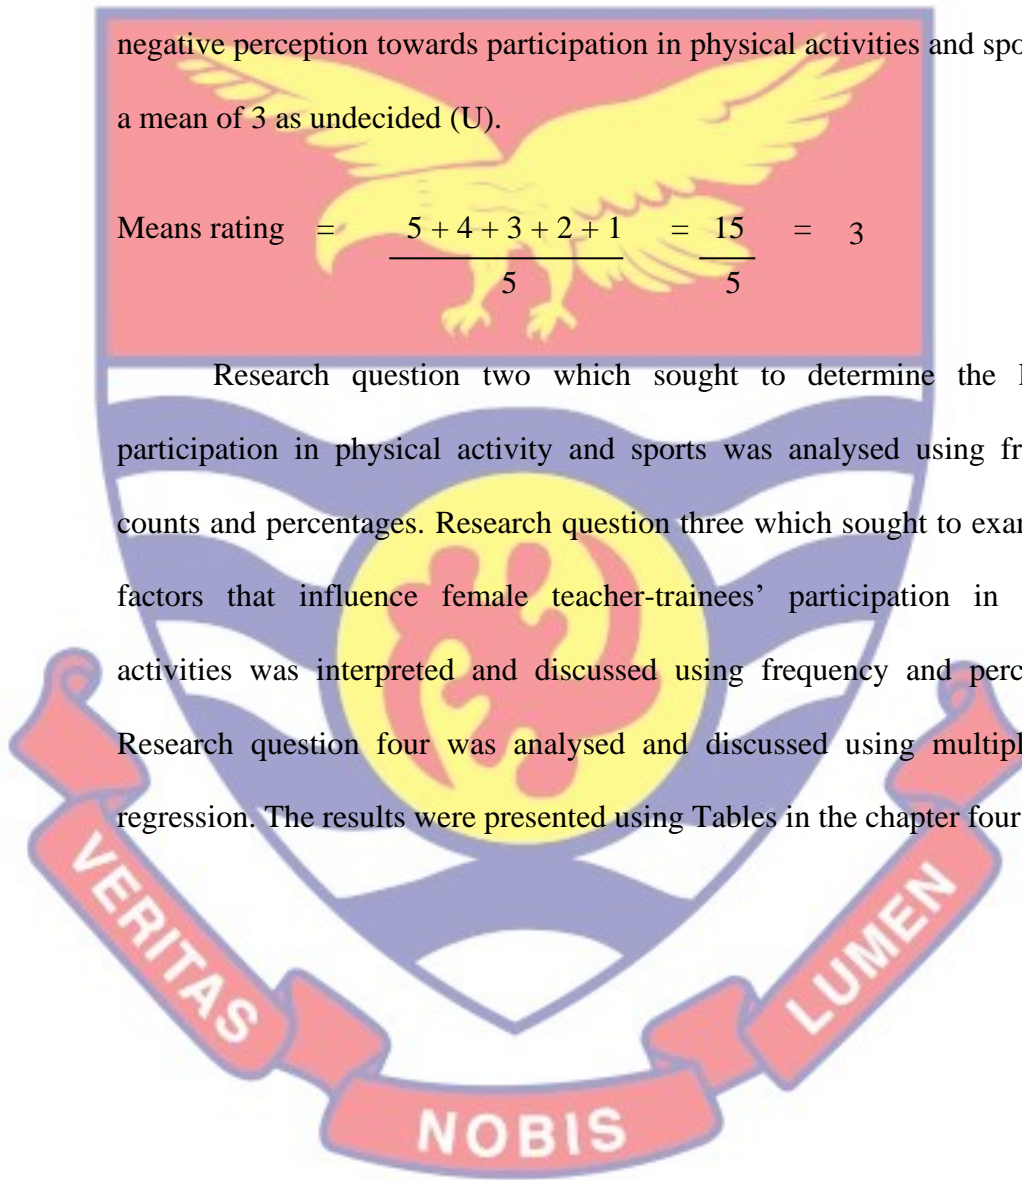 negative perception towards participation in physical activities and spo
a mean of 3 as undecided (U).
Means rating = 5 + 4 + 3 + 2 + 1 = 15 = 3
5 5
Research question two which sought to determine the l
participation in physical activity and sports was analysed using fr
counts and percentages. Research question three which sought to exam
factors that influence female teacher-trainees’ participation in
activities was interpreted and discussed using frequency and perc
Research question four was analysed and discussed using multipl
regression. The results were presented using Tables in the chapter four
VERITAS
NOBIS
LUMEN